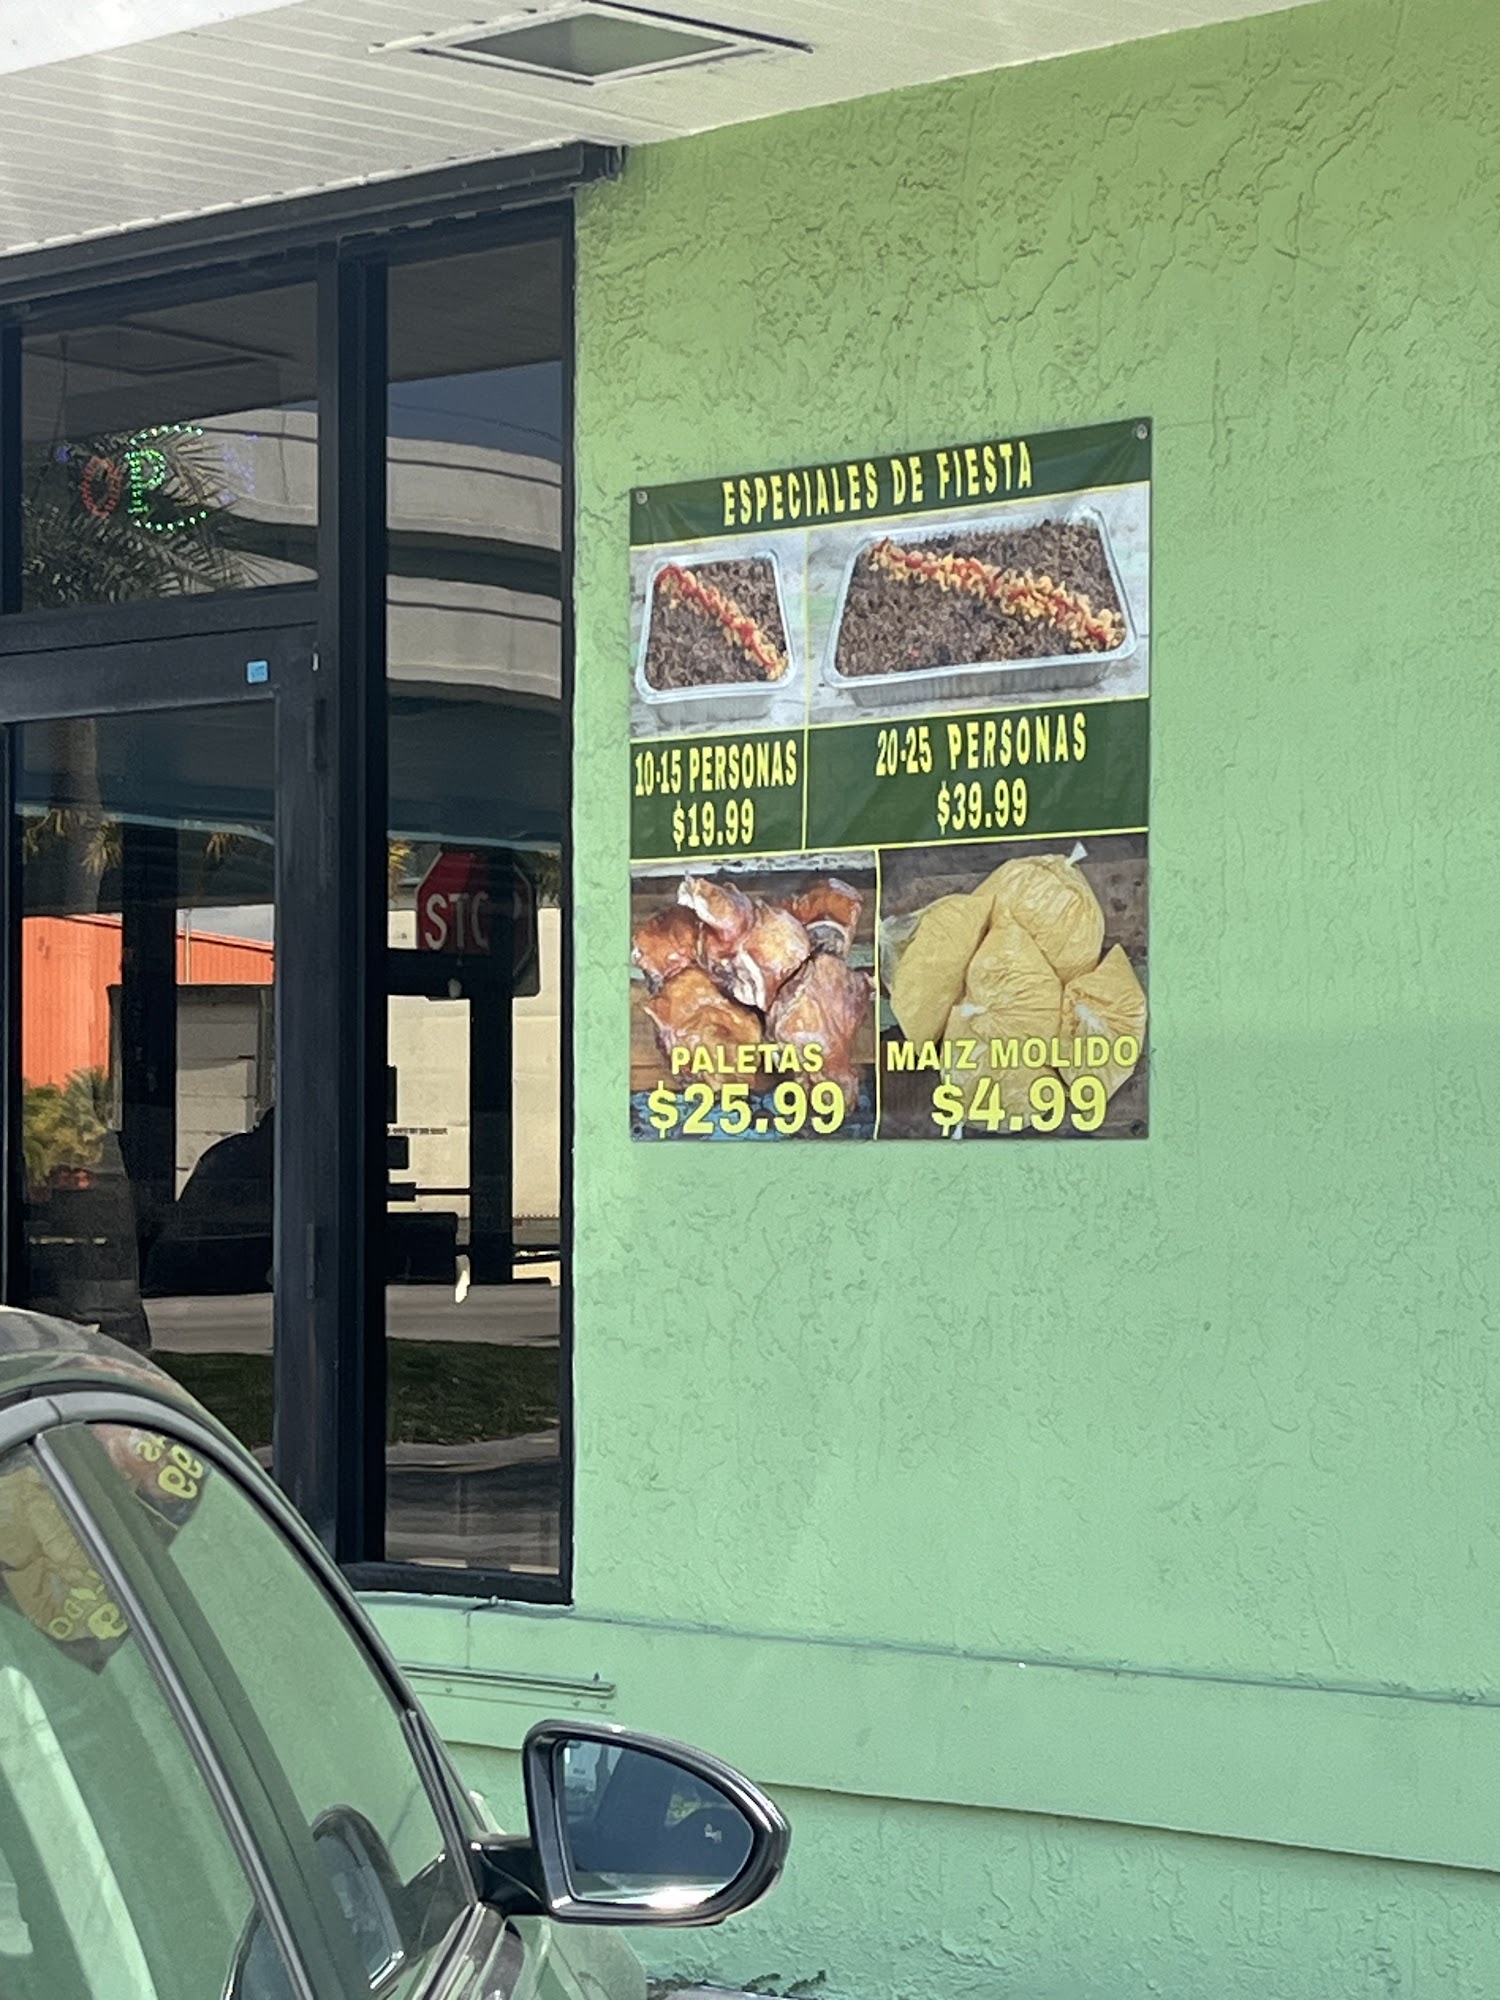 ESPECIALES DE FIESTA
10-15 PERSONAS
$19.99
20-25 PERSONAS
$39.99
PALETAS
$25.99
MAIZ MOLIDO
$4.99
STO